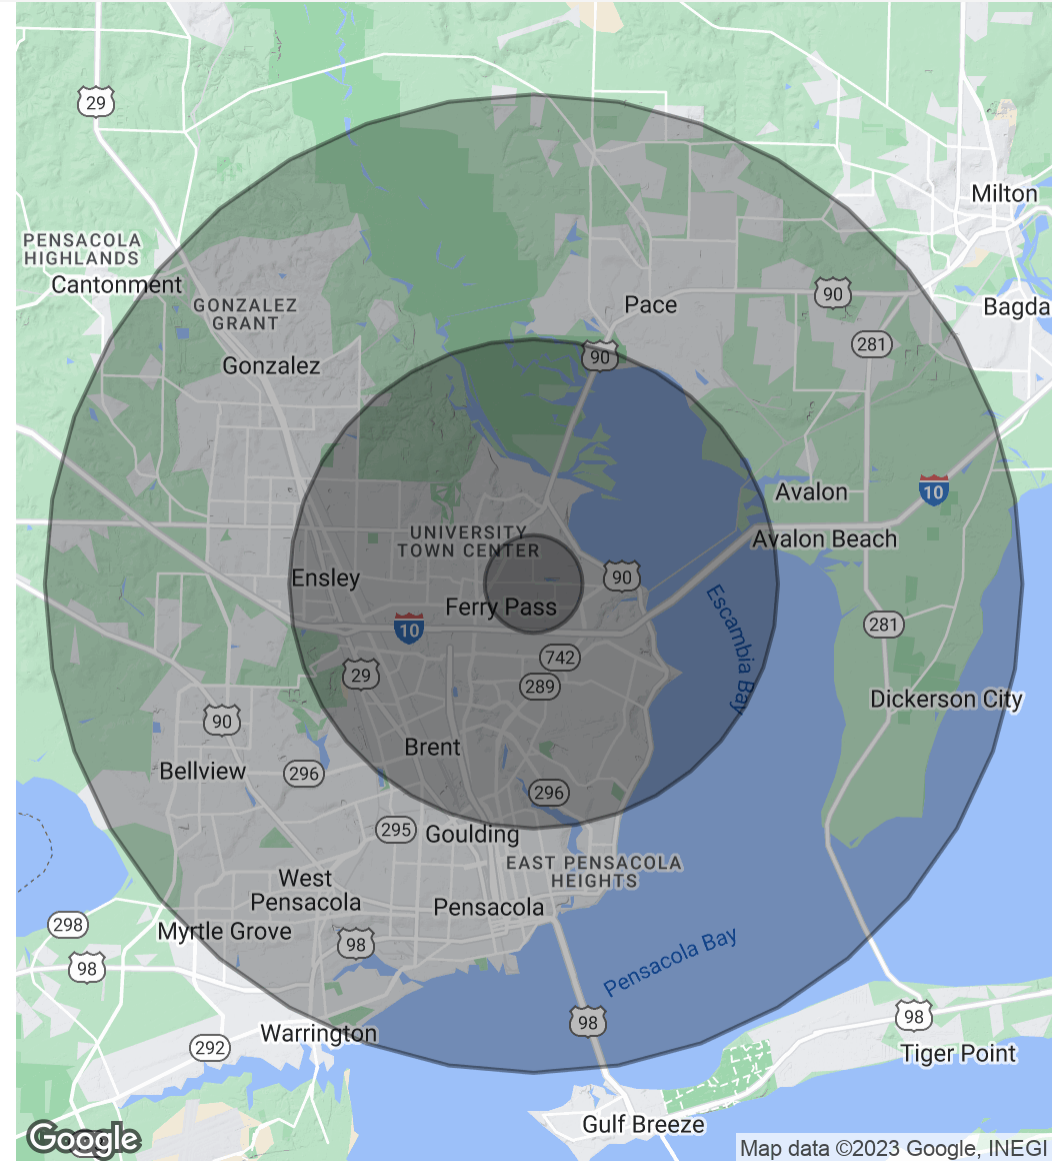 29
Milton
PENSACOLA
HIGHLANDS
Cantonment
90
Pace
GONZALEZ
GRANT
Bagda
281
90
Gonzalez
10
Avalon
UNIVERSITY
TOWN CENTER
Avalon Beach
Ensley
90
Ferry Pass
10
281
Escambia Bay
742
29
289
Dickerson City
90
Brent
Bellview
296
296
295
Goulding
EAST PENSACOLA
HEIGHTS
West
Pensacola
Pensacola
298
Myrtle Grove
98
Pensacola Bay
98
98
98
Warrington
292
Tiger Point
Gulf Breeze
Google
Map data ©2023 Google, INEGI